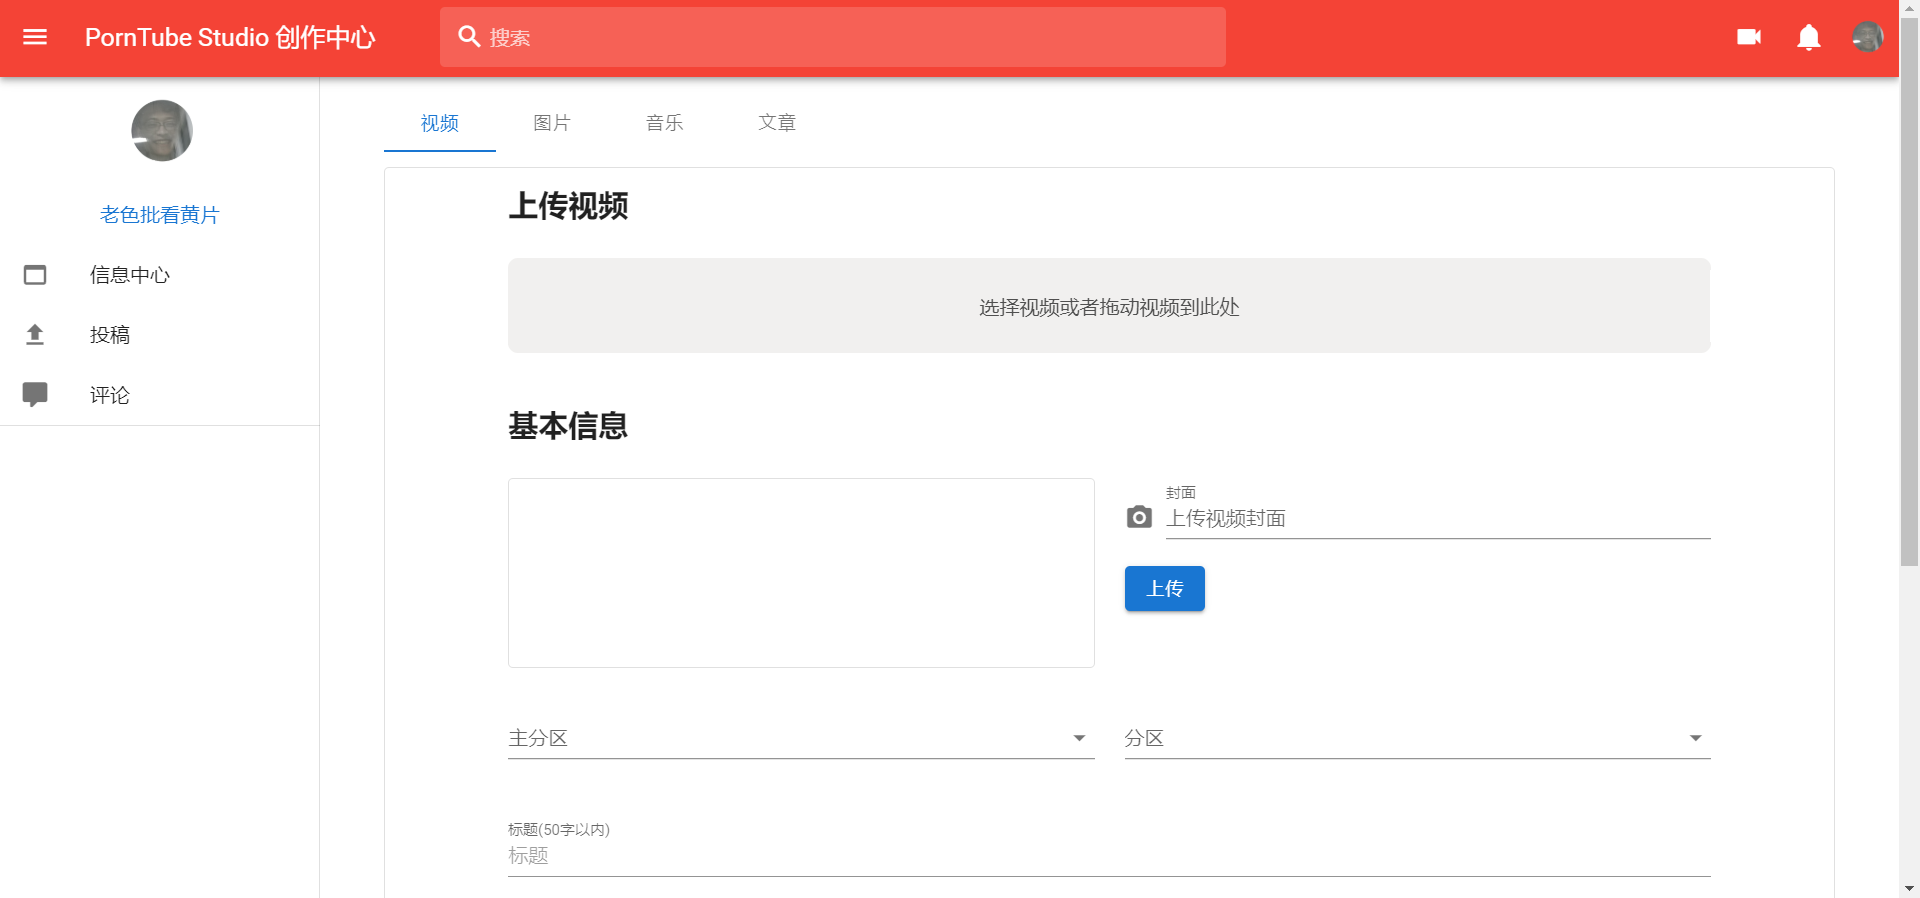 PornTube Studio 创作中心
搜索
老色批看黄片
信息中心
投稿
评论
视频
图片
音乐
文章
上传视频
选择视频或者拖动视频到此处
基本信息
封面
上传视频封面
上传
主分区
分区
标题(50字以内)
标题